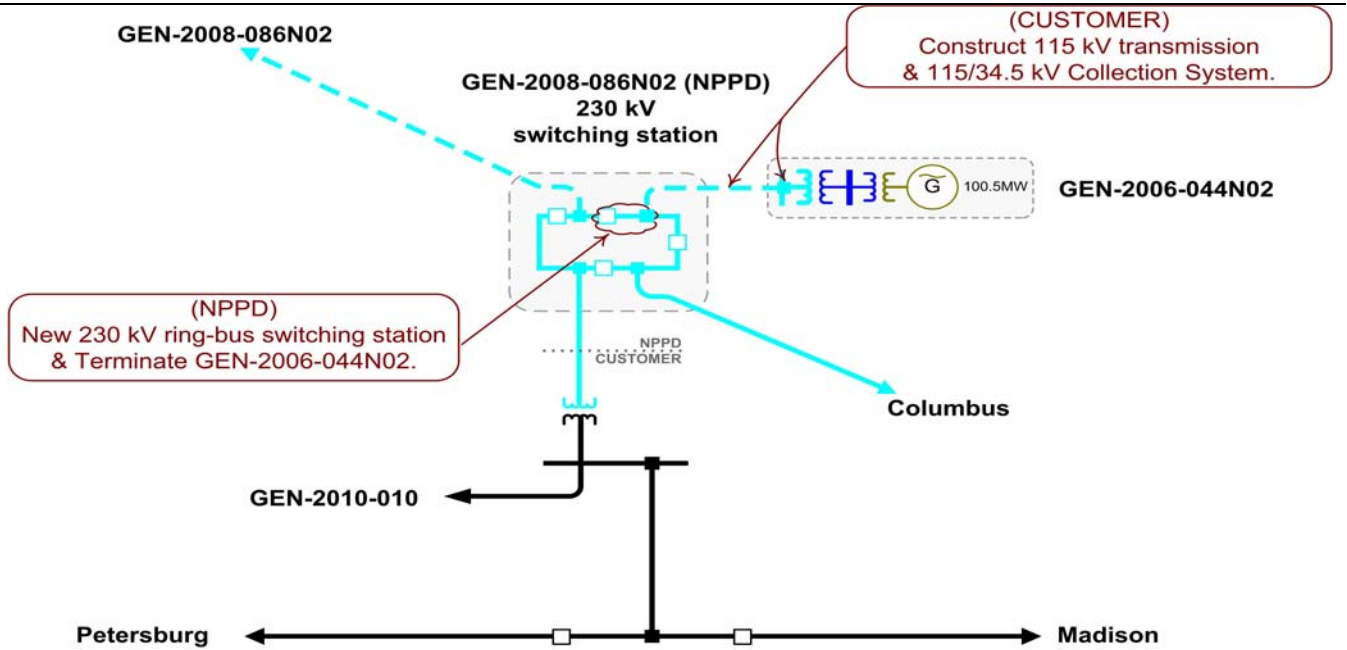 GEN-2008-086N02
(CUSTOMER)
Construct 115 kV transmission
& 115/34.5 kV Collection System.
GEN-2008-086N02 (NPPD)
230 kV
switching station
G
100.5MW
GEN-2006-044N02
(NPPD)
New 230 kV ring-bus switching station
& Terminate GEN-2006-044N02.
NPPD
CUSTOMER
Columbus
GEN-2010-010
Petersburg
Madison